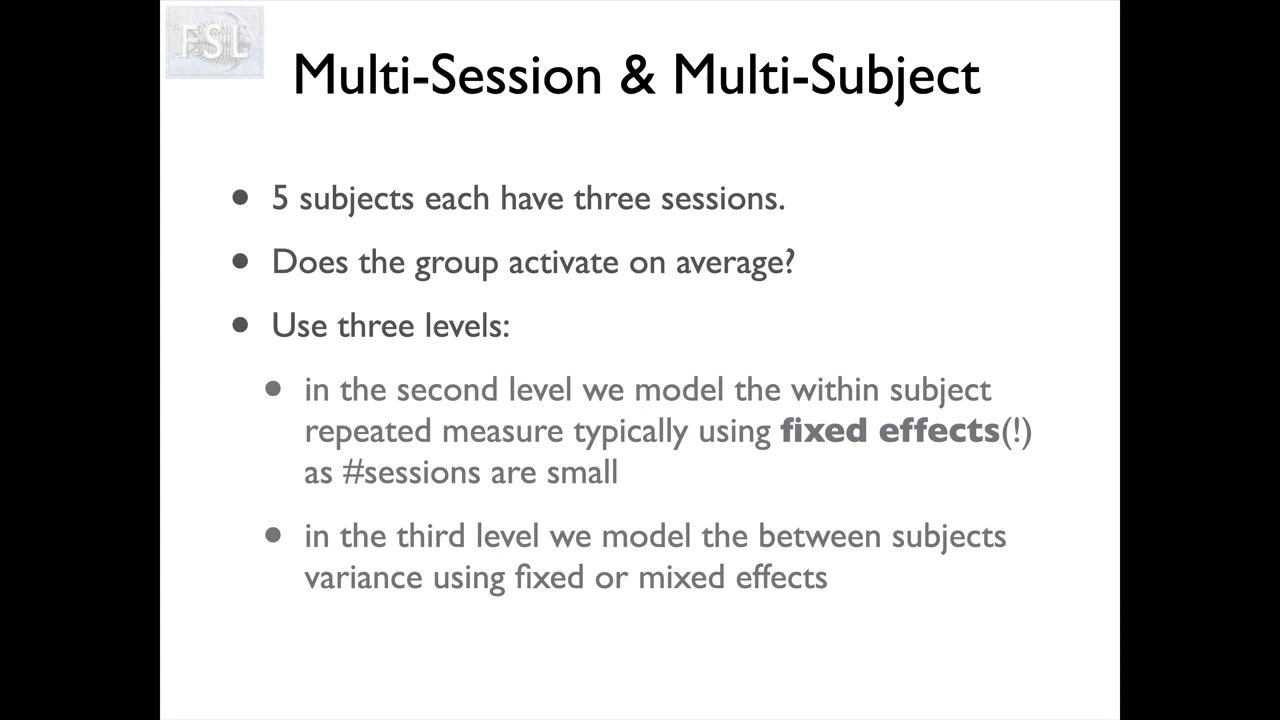 FSL
Multi-Session & Multi-Subject
• 5 subjects each have three sessions.
• Does the group activate on average?
• Use three levels:
• in the second level we model the within subject
repeated measure typically using fixed effects(!)
as #sessions are small
• in the third level we model the between subjects
variance using fixed or mixed effects